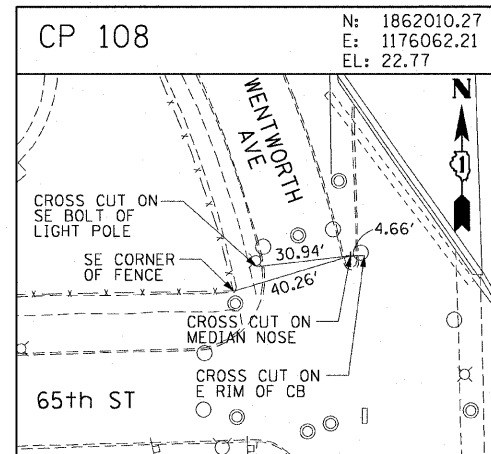 CP 108
N: 1862010.27
E: 1176062.21
EL: 22.77
N
1
WENTWORTH
AVE
CROSS CUT ON
SE BOLT OF
LIGHT POLE
30.94'
4.66'
SE CORNER
OF FENCE
40.26'
CROSS CUT ON
MEDIAN NOSE
CROSS CUT ON
E RIM OF CB
65th ST